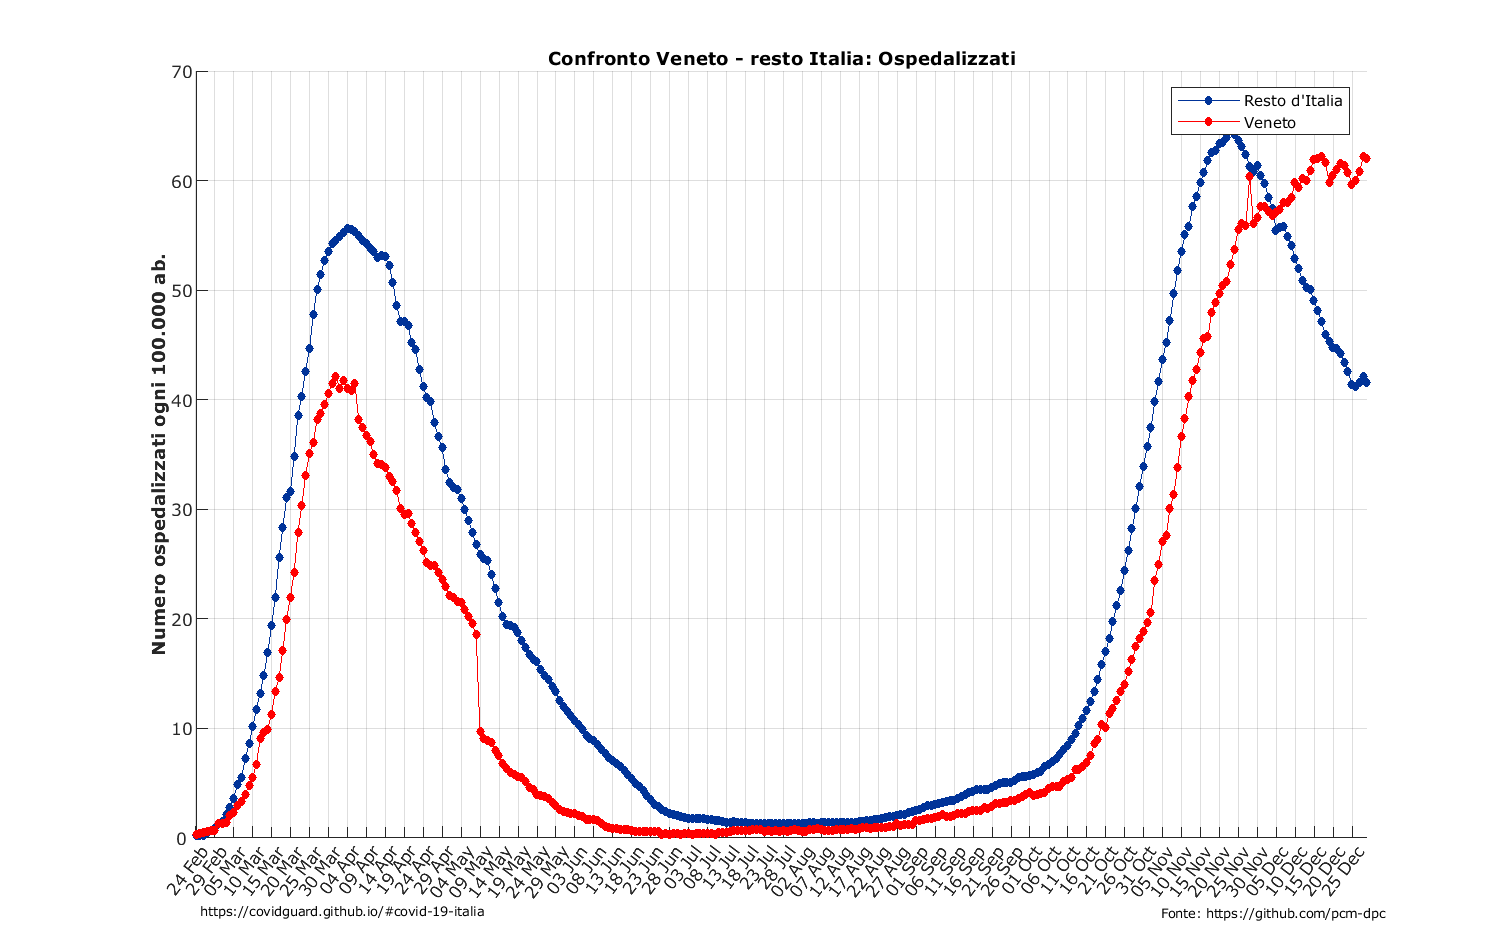 Confronto Veneto - resto Italia: Ospedalizzati
Numero ospedalizzati ogni 100.000 ab.
70
60
50
40
30
20
10
0
Resto d'Italia
Veneto
24 Feb
29 Feb
05 Mar
10 Mar
15 Mar
20 Mar
25 Mar
30 Mar
04 Apr
09 Apr
14 Apr
19 Apr
24 Apr
29 Apr
04 May
09 May
14 May
19 May
24 May
29 May
03 Jun
08 Jun
13 Jun
18 Jun
23 Jun
28 Jun
03 Jul
08 Jul
13 Jul
18 Jul
23 Jul
28 Jul
02 Aug
07 Aug
12 Aug
17 Aug
22 Aug
27 Aug
01 Sep
06 Sep
11 Sep
16 Sep
21 Sep
26 Sep
01 Oct
06 Oct
11 Oct
16 Oct
21 Oct
26 Oct
31 Oct
05 Nov
10 Nov
15 Nov
20 Nov
25 Nov
30 Nov
05 Dec
10 Dec
15 Dec
20 Dec
25 Dec
https://covidguard.github.io/#covid-19-italia
Fonte: https://github.com/pcm-dpc